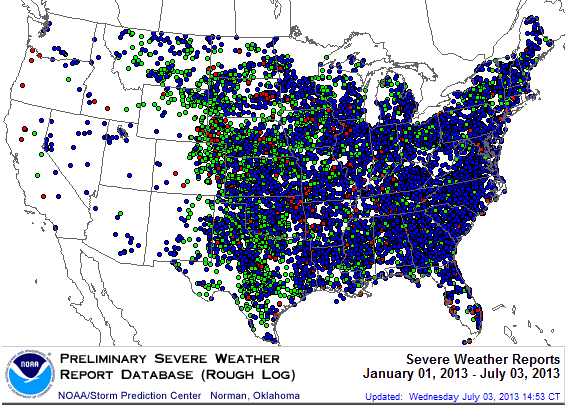 NOAA
PRELIMINARY SEVERE WEATHER
REPORT DATABASE (ROUGH LOG)
NOAA/Storm Prediction Center Norman, Oklahoma
Severe Weather Reports
January 01, 2013 - July 03, 2013
Updated: Wednesday July 03, 2013 14:53 CT